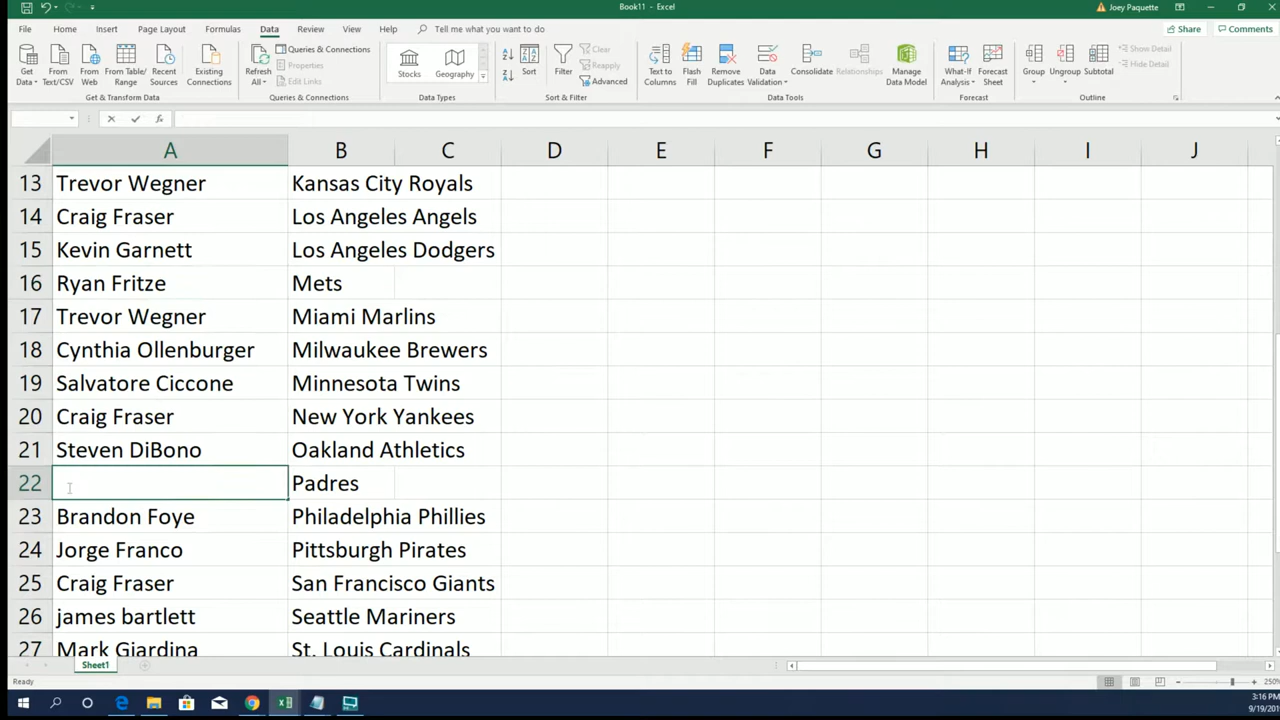 Book11 - Excel
Joey Paquette
File Home Insert Page Layout Formulas Data Review View Help Tell me what you want to do Share Comments
Get Data
From Text/CSV
From Web
From Table/Range
Recent Sources
Existing Connections
Refresh All
Queries & Connections
Properties
Edit Links
Stocks
Geography
Sort
Filter
Clear
Reapply
Advanced
Text to Columns
Flash Fill
Remove Duplicates
Data Validation
Consolidate
Relationships
Manage Data Model
What-If Analysis
Forecast Sheet
Group
Ungroup
Subtotal
Show Detail
Hide Detail
Get & Transform Data Queries & Connections Data Types Sort & Filter Data Tools Forecast Outline
fx
A B C D E F G H I J
13 Trevor Wegner Kansas City Royals
14 Craig Fraser Los Angeles Angels
15 Kevin Garnett Los Angeles Dodgers
16 Ryan Fritze Mets
17 Trevor Wegner Miami Marlins
18 Cynthia Ollenburger Milwaukee Brewers
19 Salvatore Ciccone Minnesota Twins
20 Craig Fraser New York Yankees
21 Steven DiBono Oakland Athletics
22 Padres
23 Brandon Foye Philadelphia Phillies
24 Jorge Franco Pittsburgh Pirates
25 Craig Fraser San Francisco Giants
26 james bartlett Seattle Mariners
27 Mark Giardina St. Louis Cardinals
Sheet1
Ready 250%
3:16 PM
9/19/20